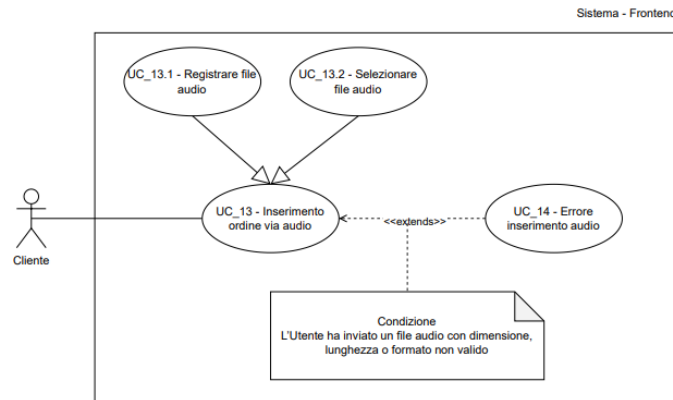 Sistema - Frontend
UC_13.1 - Registrare file
audio
UC_13.2 - Selezionare
file audio
UC_13 - Inserimento
ordine via audio
<<extends>>
UC_14 - Errore
inserimento audio
Cliente
Condizione
L'Utente ha inviato un file audio con dimensione,
lunghezza o formato non valido